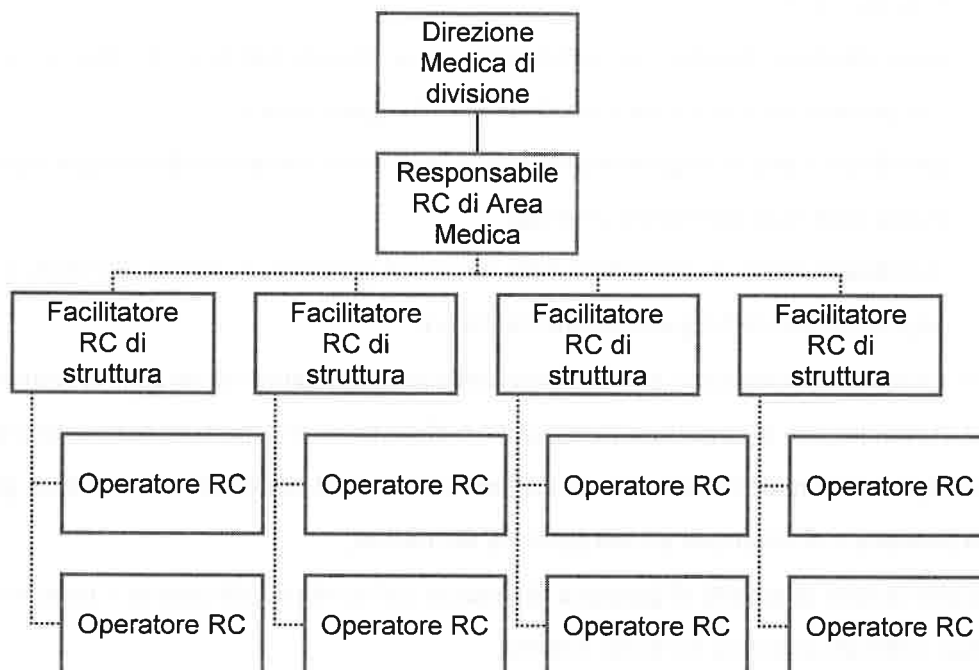 Direzione
Medica di
divisione
Responsabile
RC di Area
Medica
Facilitatore
RC di
struttura
Facilitatore
RC di
struttura
Facilitatore
RC di
struttura
Facilitatore
RC di
struttura
Operatore RC
Operatore RC
Operatore RC
Operatore RC
Operatore RC
Operatore RC
Operatore RC
Operatore RC